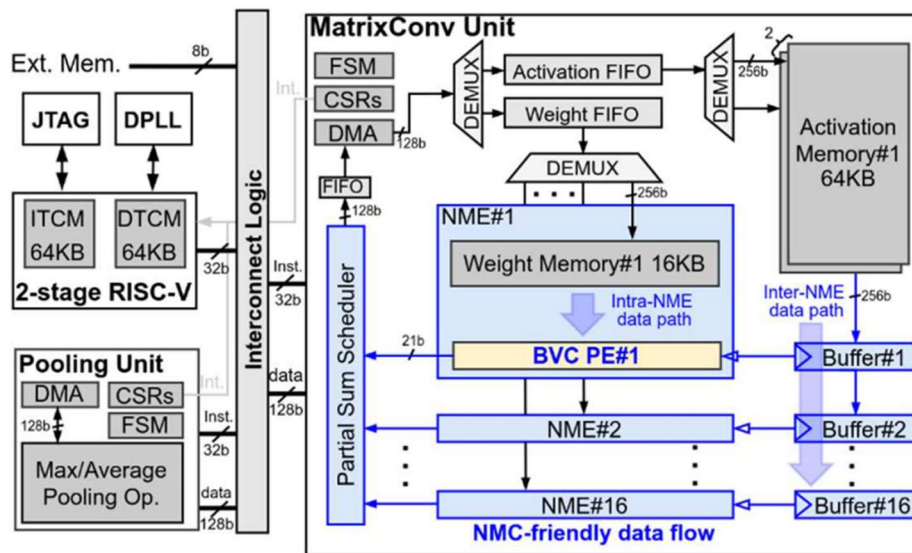 MatrixConv Unit
Ext. Mem.
8b
JTAG
DPLL
ITCM
64KB
DTCM
64KB
2-stage RISC-V
32b
Pooling Unit
DMA
CSRs
FSM
128b
Max/Average
Pooling Op.
Int.
Inst.
32b
data
128b
Interconnect Logic
Int.
Inst.
32b
data
128b
FSM
CSRs
DMA
128b
FIFO
128b
Partial Sum Scheduler
DEMUX
Activation FIFO
Weight FIFO
DEMUX
2
256b
Activation
Memory#1
64KB
DEMUX
256b
NME#1
Weight Memory#1 16KB
Intra-NME
data path
Inter-NME
data path
256b
21b
BVC PE#1
Buffer#1
NME#2
Buffer#2
NME#16
Buffer#16
NMC-friendly data flow